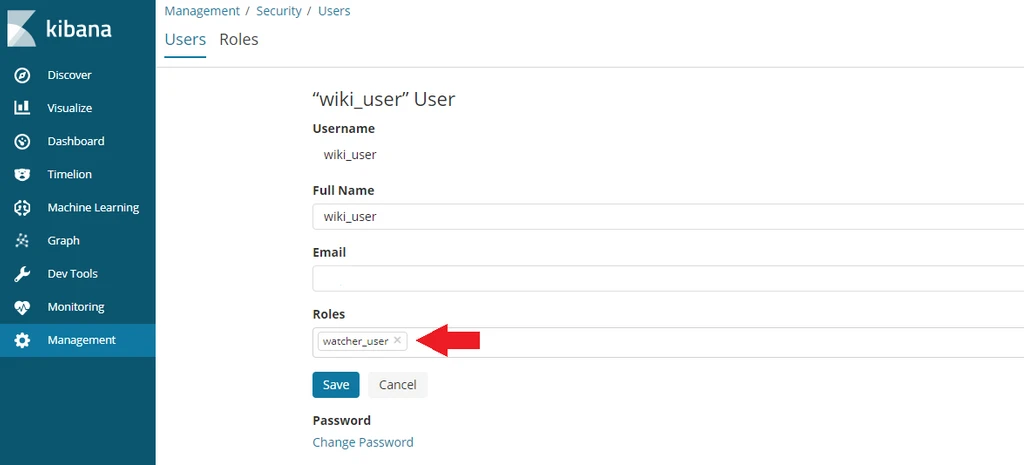 kibana
Discover
Visualize
Dashboard
Timelion
Machine Learning
Graph
Dev Tools
Monitoring
Management
Management / Security / Users
Users Roles
“wiki_user” User
Username
wiki_user
Full Name
wiki_user
Email
Roles
watcher_user ×
Save Cancel
Password
Change Password